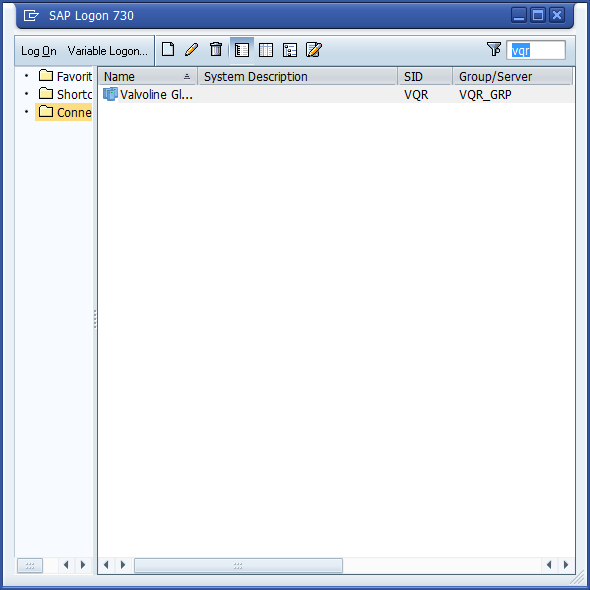 SAP Logon 730
Log On Variable Logon... vqr
Name System Description SID Group/Server
Favorit
Valvoline Gl... VQR VQR_GRP
Shortc
Conne